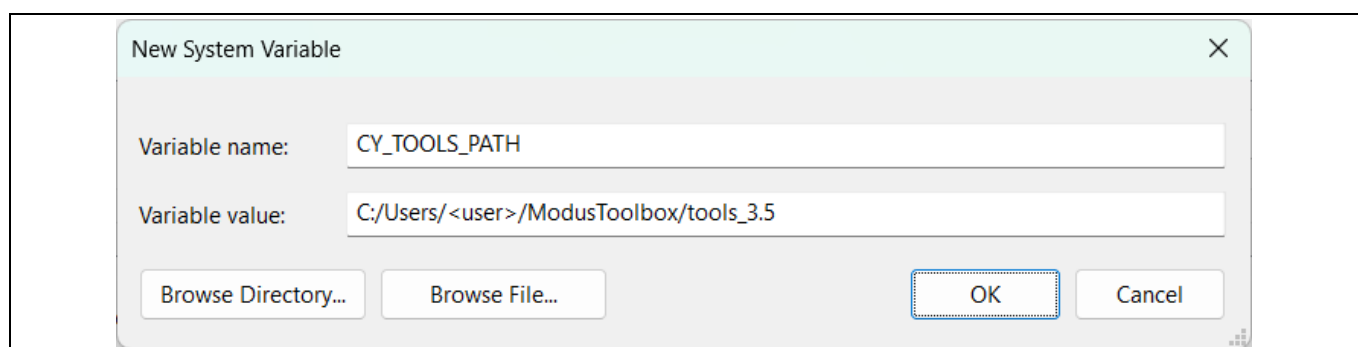 New System Variable
Variable name: CY_TOOLS_PATH
Variable value: C:/Users/<user>/ModusToolbox/tools_3.5
Browse Directory... Browse File... OK Cancel